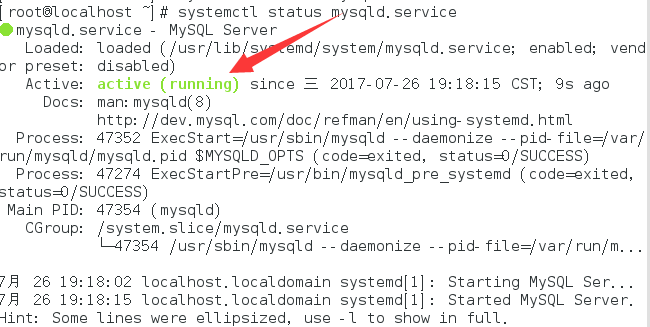 [root@localhost ~]# systemctl status mysqld.service
mysqld.service - MySQL Server
Loaded: loaded (/usr/lib/systemd/system/mysqld.service; enabled; vend
or preset: disabled)
Active: active (running) since 三 2017-07-26 19:18:15 CST; 9s ago
Docs: man:mysqld(8)
http://dev.mysql.com/doc/refman/en/using-systemd.html
Process: 47352 ExecStart=/usr/sbin/mysqld --daemonize --pid-file=/var/
run/mysqld/mysqld.pid $MYSQLD_OPTS (code=exited, status=0/SUCCESS)
Process: 47274 ExecStartPre=/usr/bin/mysqld_pre_systemd (code=exited,
status=0/SUCCESS)
Main PID: 47354 (mysqld)
CGroup: /system.slice/mysqld.service
└─47354 /usr/sbin/mysqld --daemonize --pid-file=/var/run/m...
7月 26 19:18:02 localhost.localdomain systemd[1]: Starting MySQL Ser...
7月 26 19:18:15 localhost.localdomain systemd[1]: Started MySQL Server.
Hint: Some lines were ellipsized, use -l to show in full.